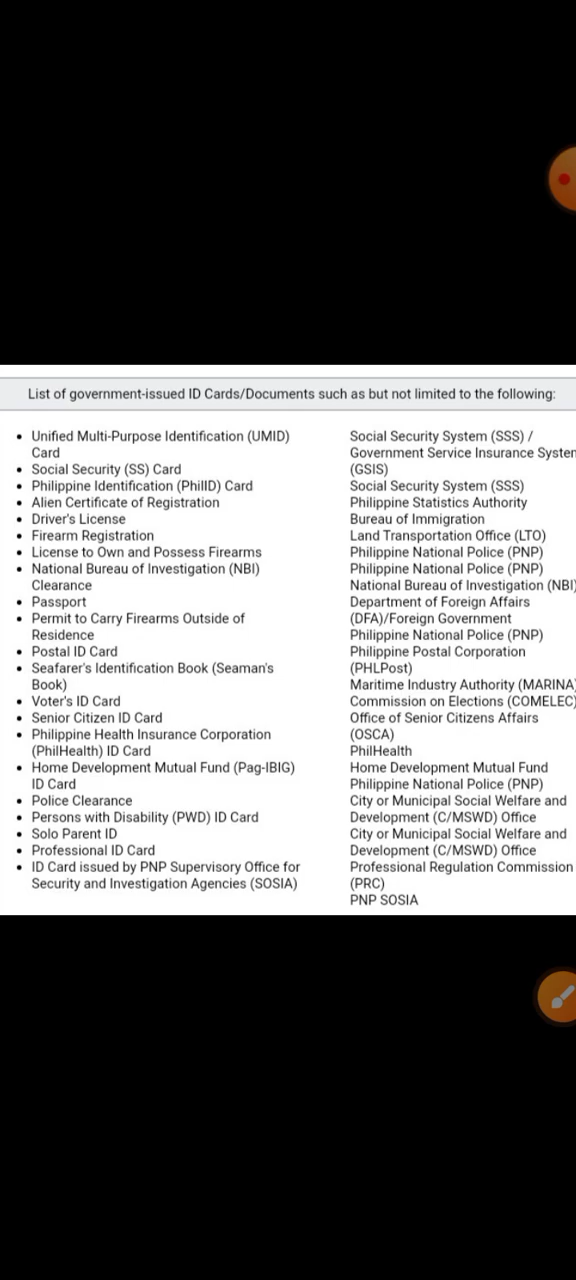 List of government-issued ID Cards/Documents such as but not limited to the following:
• Unified Multi-Purpose Identification (UMID)
Card
• Social Security (SS) Card
• Philippine Identification (PhilID) Card
• Alien Certificate of Registration
• Driver's License
• Firearm Registration
• License to Own and Possess Firearms
• National Bureau of Investigation (NBI)
Clearance
• Passport
• Permit to Carry Firearms Outside of
Residence
• Postal ID Card
• Seafarer's Identification Book (Seaman's
Book)
• Voter's ID Card
• Senior Citizen ID Card
• Philippine Health Insurance Corporation
(PhilHealth) ID Card
• Home Development Mutual Fund (Pag-IBIG)
ID Card
• Police Clearance
• Persons with Disability (PWD) ID Card
• Solo Parent ID
• Professional ID Card
• ID Card issued by PNP Supervisory Office for
Security and Investigation Agencies (SOSIA)
Social Security System (SSS) /
Government Service Insurance System
(GSIS)
Social Security System (SSS)
Philippine Statistics Authority
Bureau of Immigration
Land Transportation Office (LTO)
Philippine National Police (PNP)
Philippine National Police (PNP)
National Bureau of Investigation (NBI)
Department of Foreign Affairs
(DFA)/Foreign Government
Philippine National Police (PNP)
Philippine Postal Corporation
(PHLPost)
Maritime Industry Authority (MARINA)
Commission on Elections (COMELEC)
Office of Senior Citizens Affairs
(OSCA)
PhilHealth
Home Development Mutual Fund
Philippine National Police (PNP)
City or Municipal Social Welfare and
Development (C/MSWD) Office
City or Municipal Social Welfare and
Development (C/MSWD) Office
Professional Regulation Commission
(PRC)
PNP SOSIA